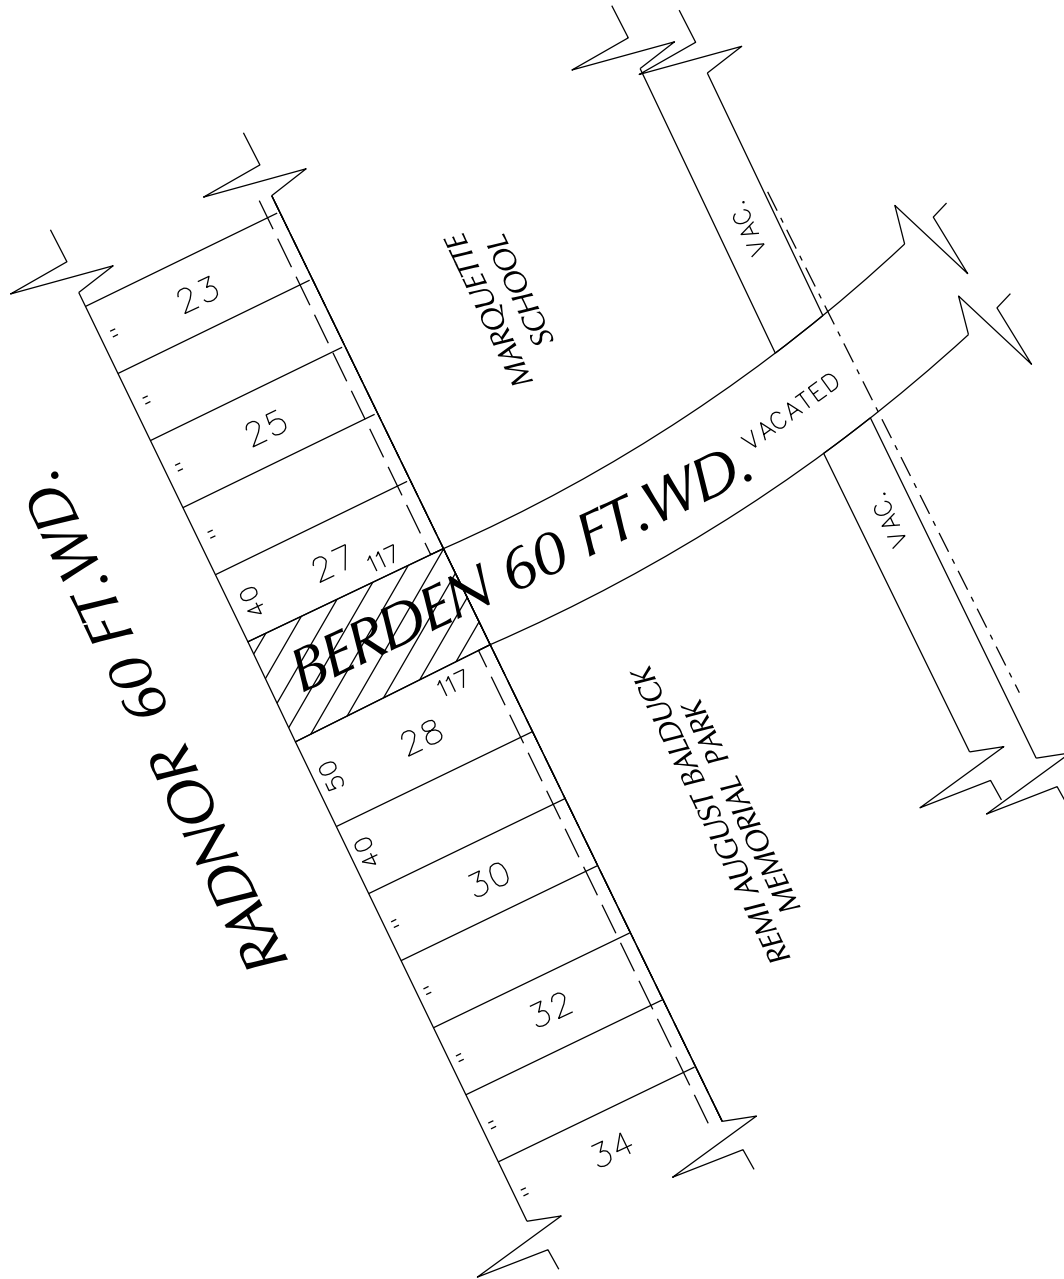 VAC.
MARQUETTE
SCHOOL
23
"
"
25
"
"
VACATED
RADNOR 60 FT.WD.
BERDEN 60 FT.WD.
VAC.
27
117
40
117
28
50
REMI AUGUST BALDUCK
MEMORIAL PARK
40
30
"
"
32
"
"
34
"